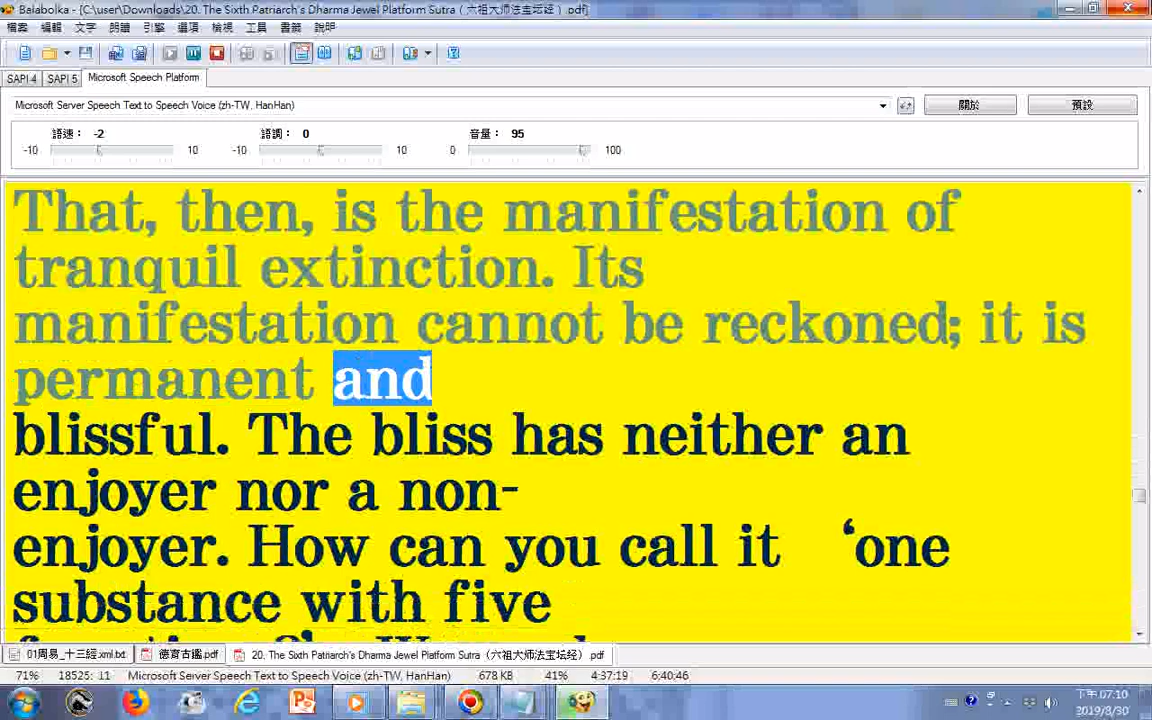 Balabolka - [C:\user\Downloads\20. The Sixth Patriarch's Dharma Jewel Platform Sutra（六祖大师法宝坛经）.pdf]
檔案 編輯 文字 朗讀 引擎 選項 檢視 工具 書籤 說明
SAPI 4 SAPI 5 Microsoft Speech Platform
Microsoft Server Speech Text to Speech Voice (zh-TW, HanHan) 關於 預設
語速： -2 語調： 0 音量： 95
-10 10 -10 10 0 100
That, then, is the manifestation of
tranquil extinction. Its
manifestation cannot be reckoned; it is
permanent and
blissful. The bliss has neither an
enjoyer nor a non-
enjoyer. How can you call it ‘one
substance with five
01周易_十三經.xml.txt 德育古鑑.pdf 20. The Sixth Patriarch's Dharma Jewel Platform Sutra（六祖大师法宝坛经）.pdf
71% 18525: 11 Microsoft Server Speech Text to Speech Voice (zh-TW, HanHan) 678 KB 41% 4:37:19 6:40:46
下午 07:10
2019/8/30